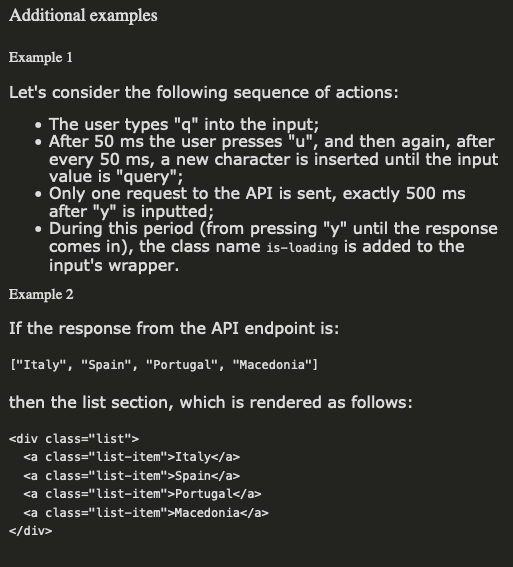 Additional examples
Example 1
Let's consider the following sequence of actions:
• The user types "q" into the input;
• After 50 ms the user presses "u", and then again, after
every 50 ms, a new character is inserted until the input
value is "query";
• Only one request to the API is sent, exactly 500 ms
after "y" is inputted;
• During this period (from pressing "y" until the response
comes in), the class name is-loading is added to the
input's wrapper.
Example 2
If the response from the API endpoint is:
["Italy", "Spain", "Portugal", "Macedonia"]
then the list section, which is rendered as follows:
<div class="list">
  <a class="list-item">Italy</a>
  <a class="list-item">Spain</a>
  <a class="list-item">Portugal</a>
  <a class="list-item">Macedonia</a>
</div>